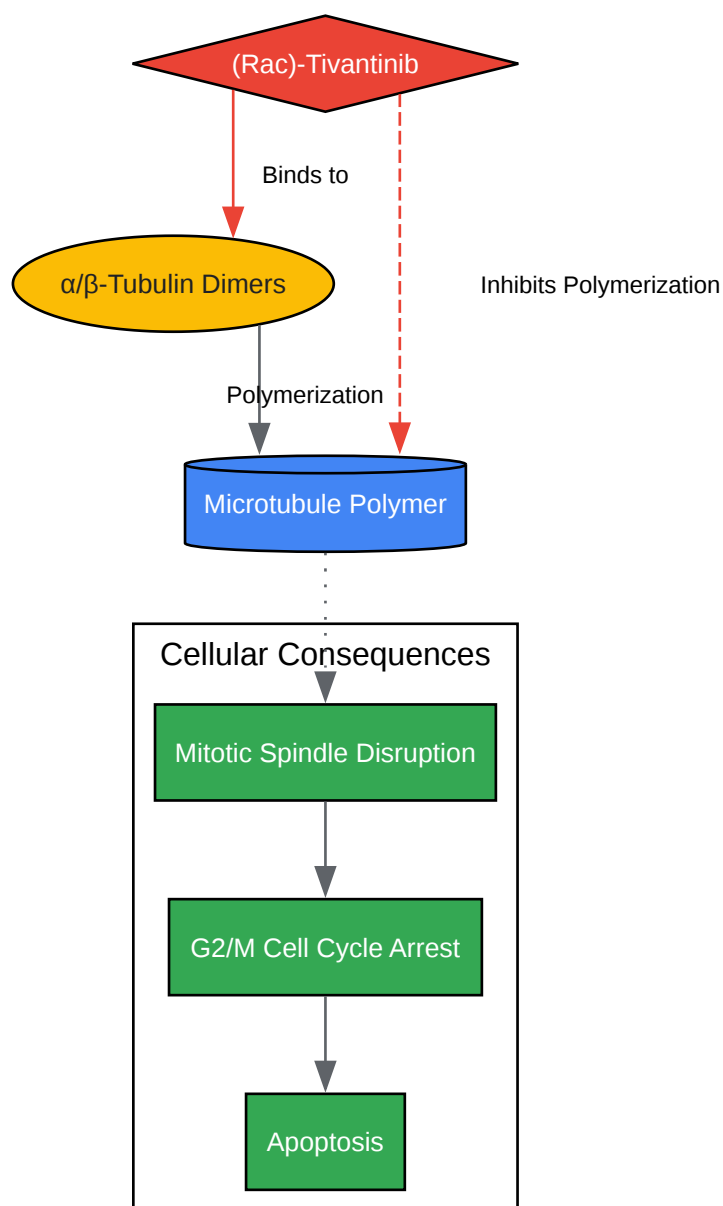 (Rac)-Tivantinib
Binds to
α/β-Tubulin Dimers
Inhibits Polymerization
Polymerization
Microtubule Polymer
Cellular Consequences
Mitotic Spindle Disruption
G2/M Cell Cycle Arrest
Apoptosis